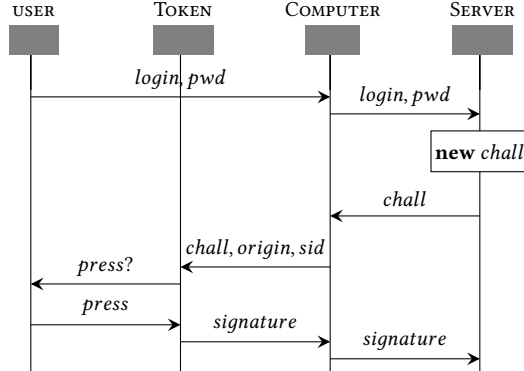 USER TOKEN COMPUTER SERVER
login, pwd
login, pwd
new chall
chall
chall, origin, sid
press?
press
signature
signature